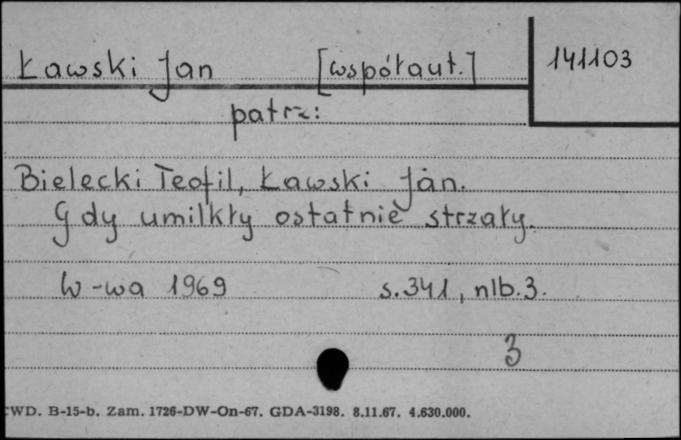 Ławski Jan [współaut.] 141103
patrz:
Bielecki Teofil, Ławski Jan.
Gdy umilkły ostatnie strzały.
W-wa 1969 s.341, nlb.3.
3
WD. B-15-b. Zam. 1726-DW-On-67. GDA-3198. 8.11.67. 4.630.000.